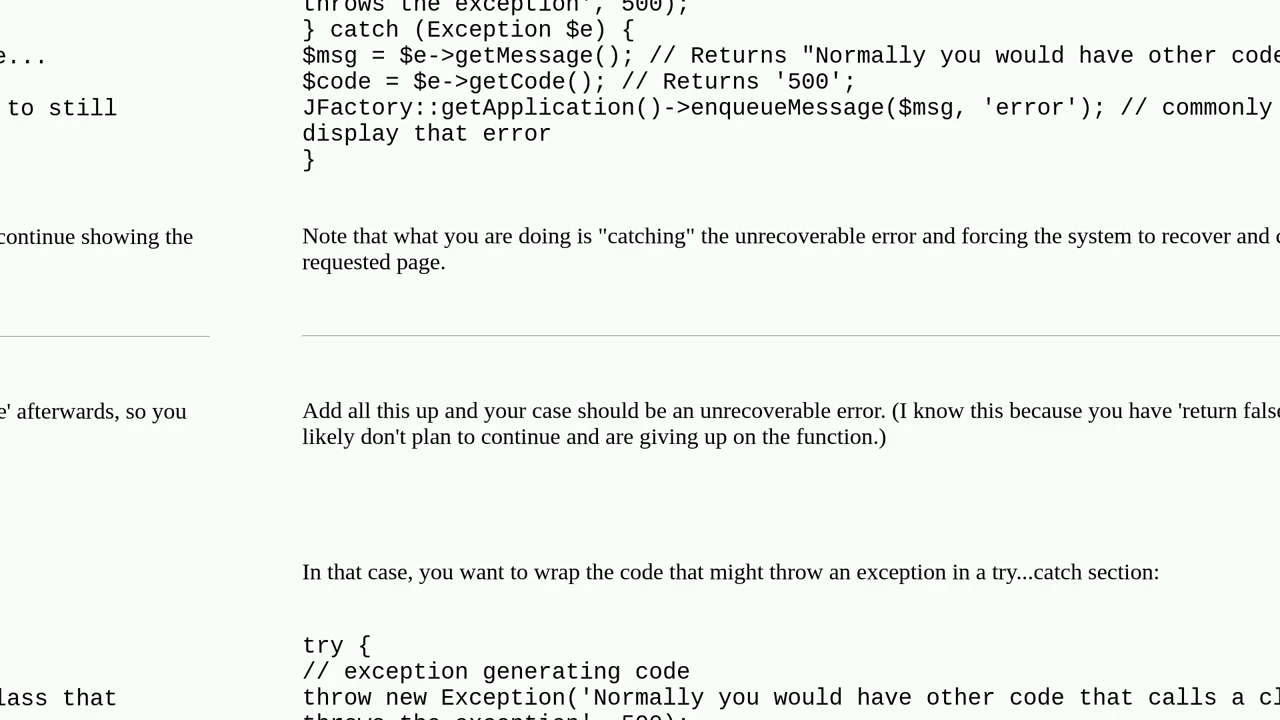 e...
to still
continue showing the
e' afterwards, so you
lass that
throws the exception', 500);
} catch (Exception $e) {
$msg = $e->getMessage(); // Returns "Normally you would have other code
$code = $e->getCode(); // Returns '500';
JFactory::getApplication()->enqueueMessage($msg, 'error'); // commonly
display that error
}
Note that what you are doing is "catching" the unrecoverable error and forcing the system to recover and c
requested page.
Add all this up and your case should be an unrecoverable error. (I know this because you have 'return false
likely don't plan to continue and are giving up on the function.)
In that case, you want to wrap the code that might throw an exception in a try...catch section:
try {
// exception generating code
throw new Exception('Normally you would have other code that calls a cl
throws the exception', 500);